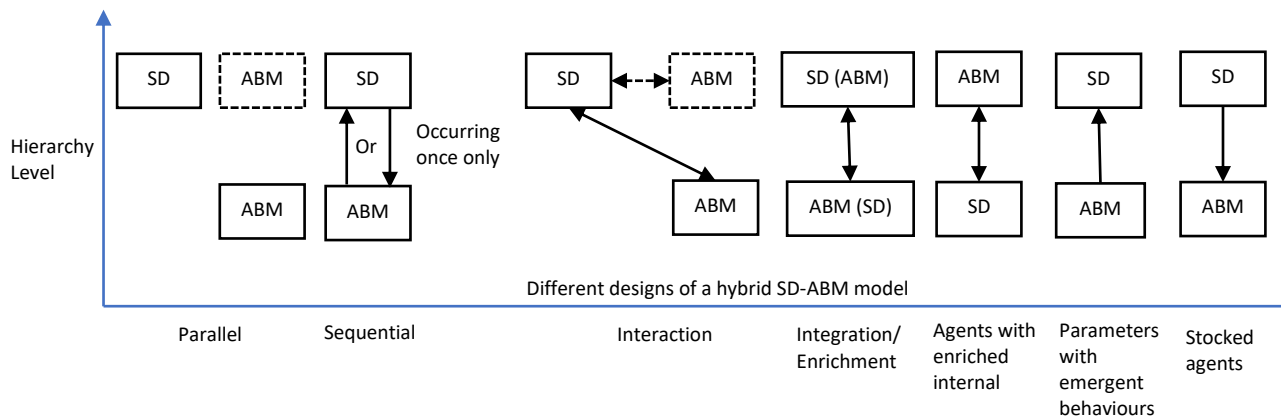 SD
ABM
SD
SD
ABM
SD (ABM)
ABM
SD
SD
Hierarchy
Level
Or
Occurring
once only
ABM
ABM
ABM
ABM (SD)
SD
ABM
ABM
Different designs of a hybrid SD-ABM model
Parallel
Sequential
Interaction
Integration/
Enrichment
Agents with
enriched
internal
Parameters
with
emergent
behaviours
Stocked
agents